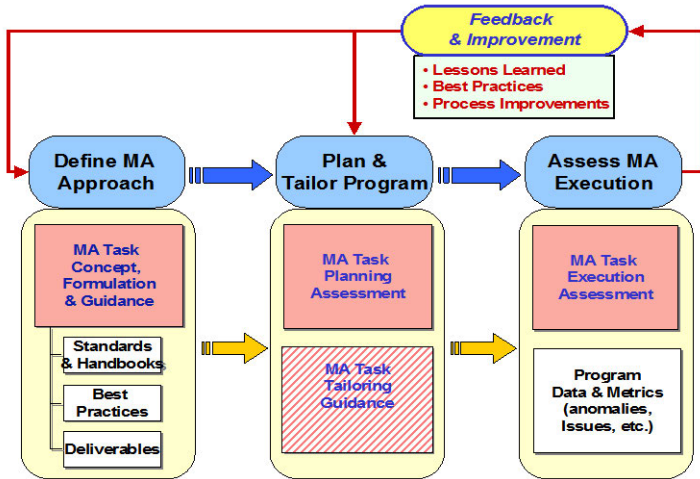 Feedback
& Improvement
• Lessons Learned
• Best Practices
• Process Improvements
Define MA
Approach
Plan &
Tailor Program
Assess MA
Execution
MA Task
Concept,
Formulation
& Guidance
Standards
& Handbooks
Best
Practices
Deliverables
MA Task
Planning
Assessment
MA Task
Tailoring
Guidance
MA Task
Execution
Assessment
Program
Data & Metrics
(anomalies,
Issues, etc.)